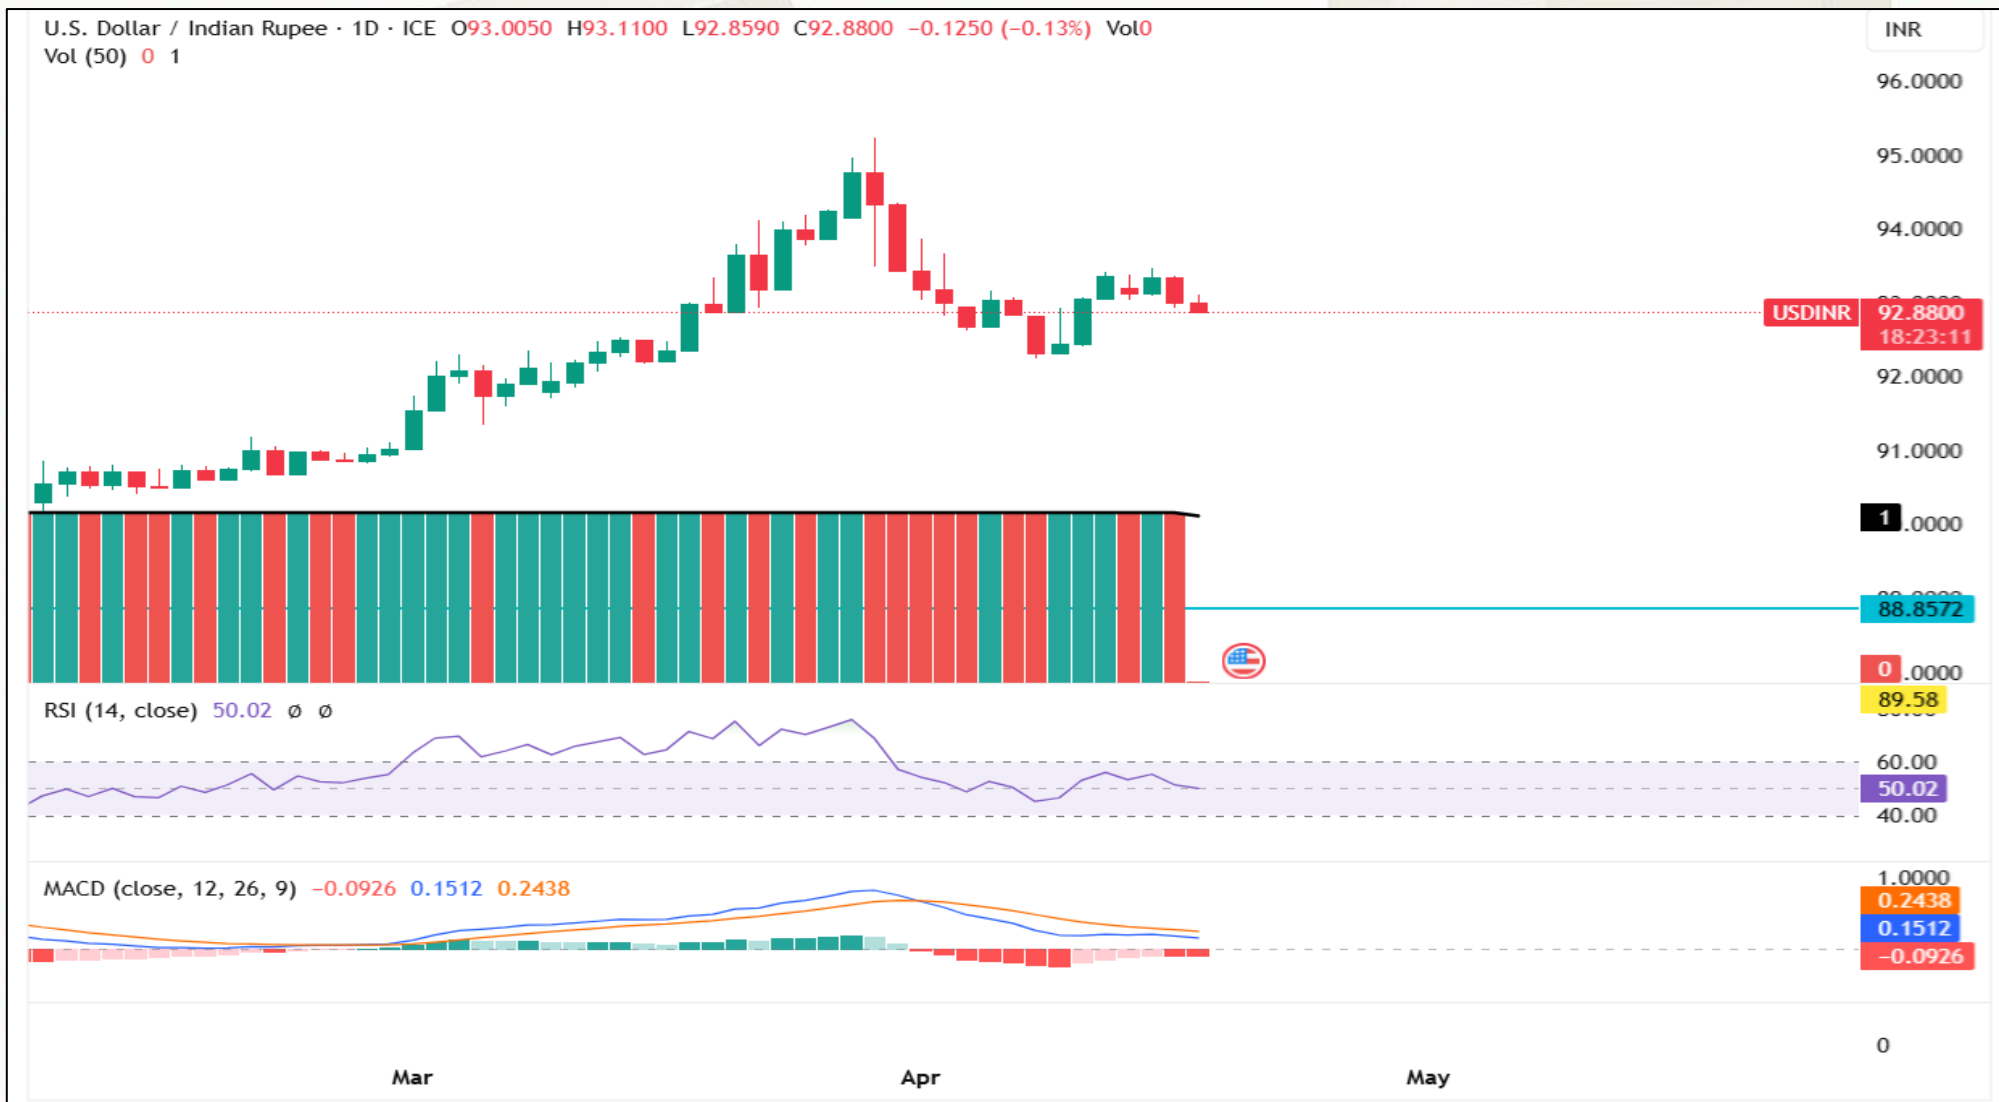 U.S. Dollar / Indian Rupee · 1D · ICE O93.0050 H93.1100 L92.8590 C92.8800 −0.1250 (−0.13%) Vol0
INR
Vol (50) 0 1
96.0000
95.0000
94.0000
USDINR 92.8800
18:23:11
92.0000
91.0000
1 .0000
88.8572
0 .0000
89.58
RSI (14, close) 50.02 ∅ ∅
60.00
50.02
40.00
MACD (close, 12, 26, 9) −0.0926 0.1512 0.2438
1.0000
0.2438
0.1512
−0.0926
0
Mar Apr May